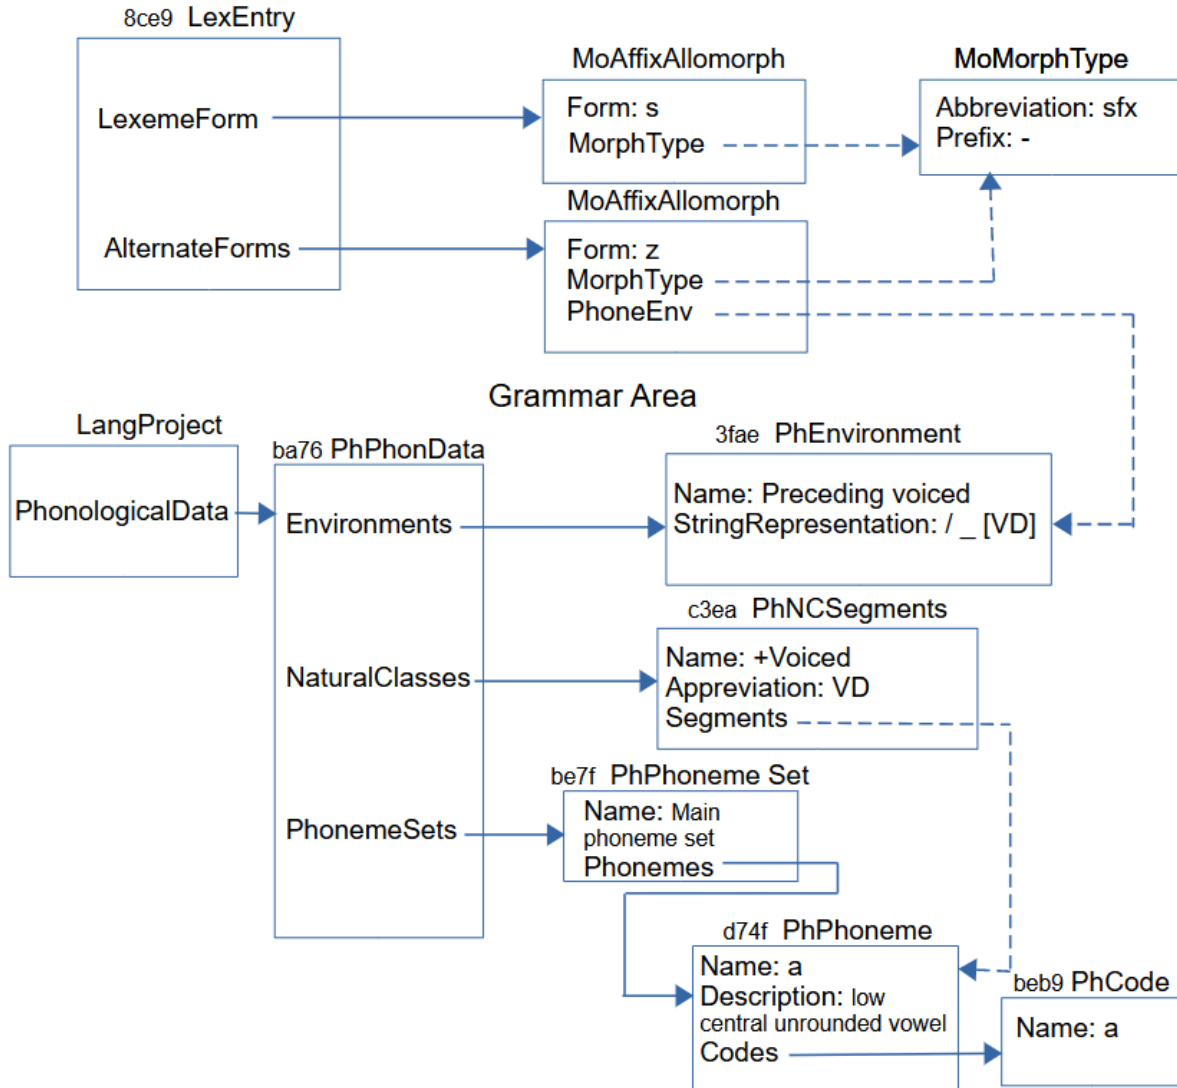 8ce9 LexEntry
LexemeForm
AlternateForms
MoAffixAllomorph
Form: s
MorphType
MoMorphType
Abbreviation: sfx
Prefix: -
MoAffixAllomorph
Form: z
MorphType
PhoneEnv
Grammar Area
LangProject
PhonologicalData
ba76 PhPhonData
Environments
NaturalClasses
PhonemeSets
3fae PhEnvironment
Name: Preceding voiced
StringRepresentation: / _ [VD]
c3ea PhNCSegments
Name: +Voiced
Appreviation: VD
Segments
be7f PhPhoneme Set
Name: Main
phoneme set
Phonemes
d74f PhPhoneme
Name: a
Description: low
central unrounded vowel
Codes
beb9 PhCode
Name: a